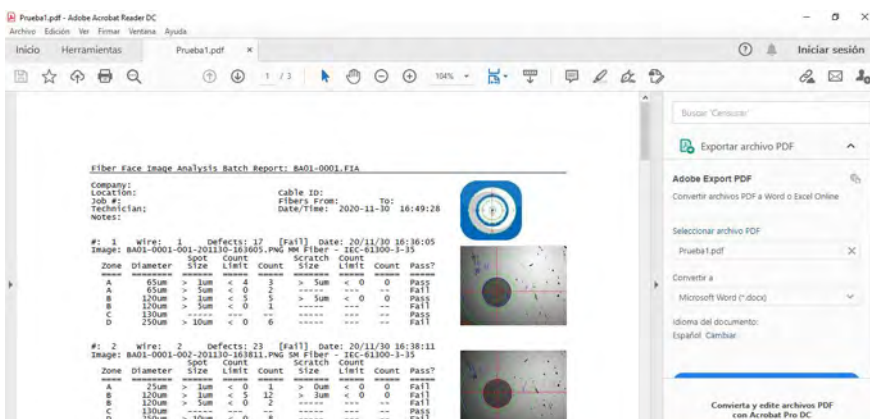 Prueba1.pdf - Adobe Acrobat Reader DC
Archivo Edición Ver Firmar Ventana Ayuda
Inicio Herramientas Prueba1.pdf × Iniciar sesión
1 / 3 104%
Fiber Face Image Analysis Batch Report: BA01-0001.FIA
Company:
Location: Cable ID:
Job #: Fibers From: To:
Technician: Date/Time: 2020-11-30 16:49:28
Notes:
#: 1 Wire: 1 Defects: 17 [Fail] Date: 20/11/30 16:36:05
Image: BA01-0001-001-201130-163605.PNG MM Fiber - IEC-61300-3-35
Spot Count Scratch Count
Zone Diameter Size Limit Count Size Limit Count Pass?
==== ======== ====== ===== ===== ======= ===== ===== =====
A 65um > 1um < 4 3 > 5um < 0 0 Pass
A 65um > 5um < 0 2 ----- --- -- Fail
B 120um > 1um < 5 5 > 5um < 0 0 Pass
B 120um > 5um < 0 1 ----- --- -- Fail
C 130um ----- --- -- ----- --- -- Pass
D 250um > 10um < 0 6 ----- --- -- Fail
#: 2 Wire: 2 Defects: 23 [Fail] Date: 20/11/30 16:38:11
Image: BA01-0001-002-201130-163811.PNG SM Fiber - IEC-61300-3-35
Spot Count Scratch Count
Zone Diameter Size Limit Count Size Limit Count Pass?
==== ======== ====== ===== ===== ======= ===== ===== =====
A 25um > 1um < 0 1 > 0um < 0 0 Fail
B 120um > 1um < 5 12 > 3um < 0 0 Fail
B 120um > 5um < 0 2 ----- --- -- Fail
C 130um ----- --- -- ----- --- -- Pass
D 250um > 10um < 0 8 ----- --- -- Fail
Buscar 'Censurar'
Exportar archivo PDF
Adobe Export PDF
Convertir archivos PDF a Word o Excel Online
Seleccionar archivo PDF
Prueba1.pdf ×
Convertir a
Microsoft Word (*.docx)
Idioma del documento:
Español Cambiar
Convierta y edite archivos PDF
con Acrobat Pro DC